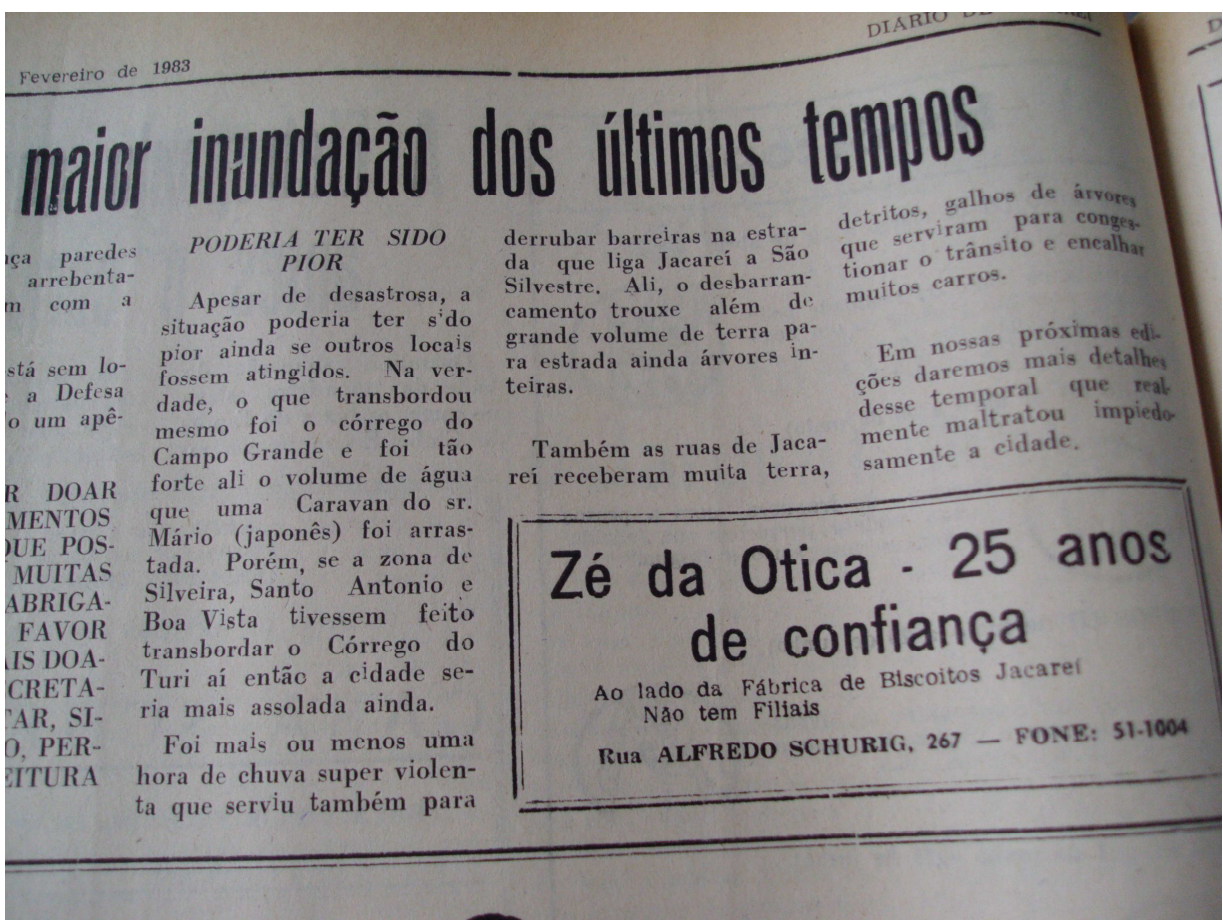 Fevereiro de 1983
DIÁRIO
maior inundação dos últimos tempos
paredes
arrebenta-
com a
sem lo-
a Defesa
um apê-
DOAR
QUE POS-
MUITAS
ABRIGA-
FAVOR
PODERIA TER SIDO
PIOR
Apesar de desastrosa, a
situação poderia ter sido
pior ainda se outros locais
fossem atingidos. Na ver-
dade, o que transbordou
mesmo foi o córrego do
Campo Grande e foi tão
forte ali o volume de água
que uma Caravan do sr.
Mário (japonês) foi arras-
tada. Porém, se a zona de
Silveira, Santo Antonio e
Boa Vista tivessem feito
transbordar o Córrego do
Turi aí então a cidade se-
ria mais assolada ainda.
Foi mais ou menos uma
hora de chuva super violen-
ta que serviu também para
derrubar barreiras na estra-
da que liga Jacareí a São
Silvestre. Ali, o desbarran-
camento trouxe além de
grande volume de terra pa-
ra estrada ainda árvores in-
teiras.
Também as ruas de Jaca-
reí receberam muita terra,
detritos, galhos de árvores
que serviram para conges-
tionar o trânsito e encalhar
muitos carros.
Em nossas próximas edi-
ções daremos mais detalhes
desse temporal que real-
mente maltratou impiedo-
samente a cidade.
Zé da Otica - 25 anos
de confiança
Ao lado da Fábrica de Biscoitos Jacareí
Não tem Filiais
Rua ALFREDO SCHURIG, 267 — FONE: 51-1004